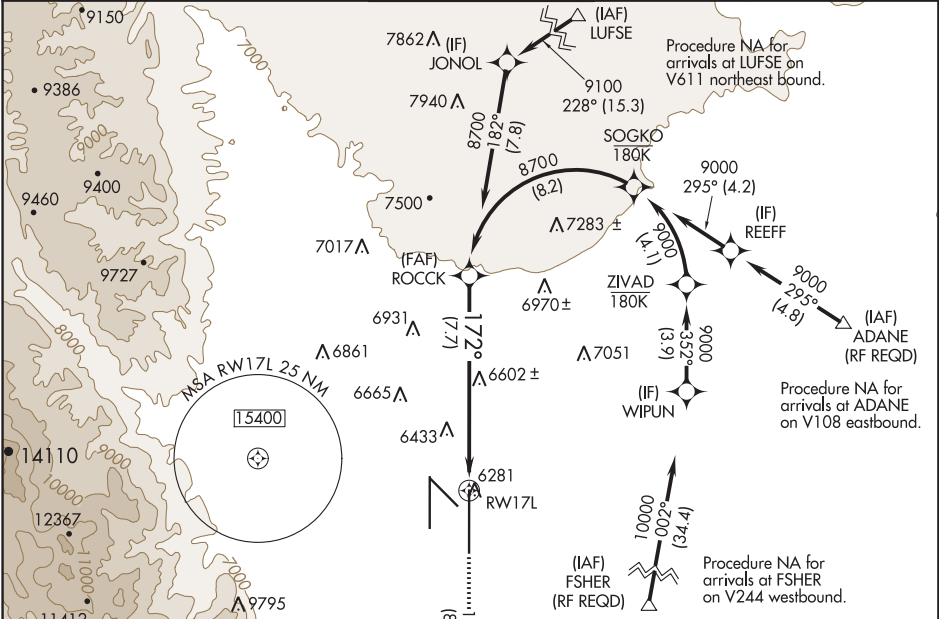 9150
7000
7862
(IF)
JONOL
(IAF)
LUFSE
Procedure NA for
arrivals at LUFSE on
V611 northeast bound.
9386
9000
7940
9100
228° (15.3)
8700
182°
(7.8)
SOGKO
180K
8700
(8.2)
9000
295° (4.2)
9400
9460
7500
7283 ±
(IF)
REEFF
7017
9000
(4.1)
9727
(FAF)
ROCCK
ZIVAD
180K
9000
295°
(4.8)
6970±
(IAF)
ADANE
(RF REQD)
8000
6931
172°
(7.7)
9000
352°
(3.9)
6861
7051
MSA RW17L 25 NM
6602 ±
6665
(IF)
WIPUN
Procedure NA for
arrivals at ADANE
on V108 eastbound.
15400
6433
14110
9000
10000
6281
RW17L
12367
10000
002°
(34.4)
11000
7000
(IAF)
FSHER
(RF REQD)
Procedure NA for
arrivals at FSHER
on V244 westbound.
9795